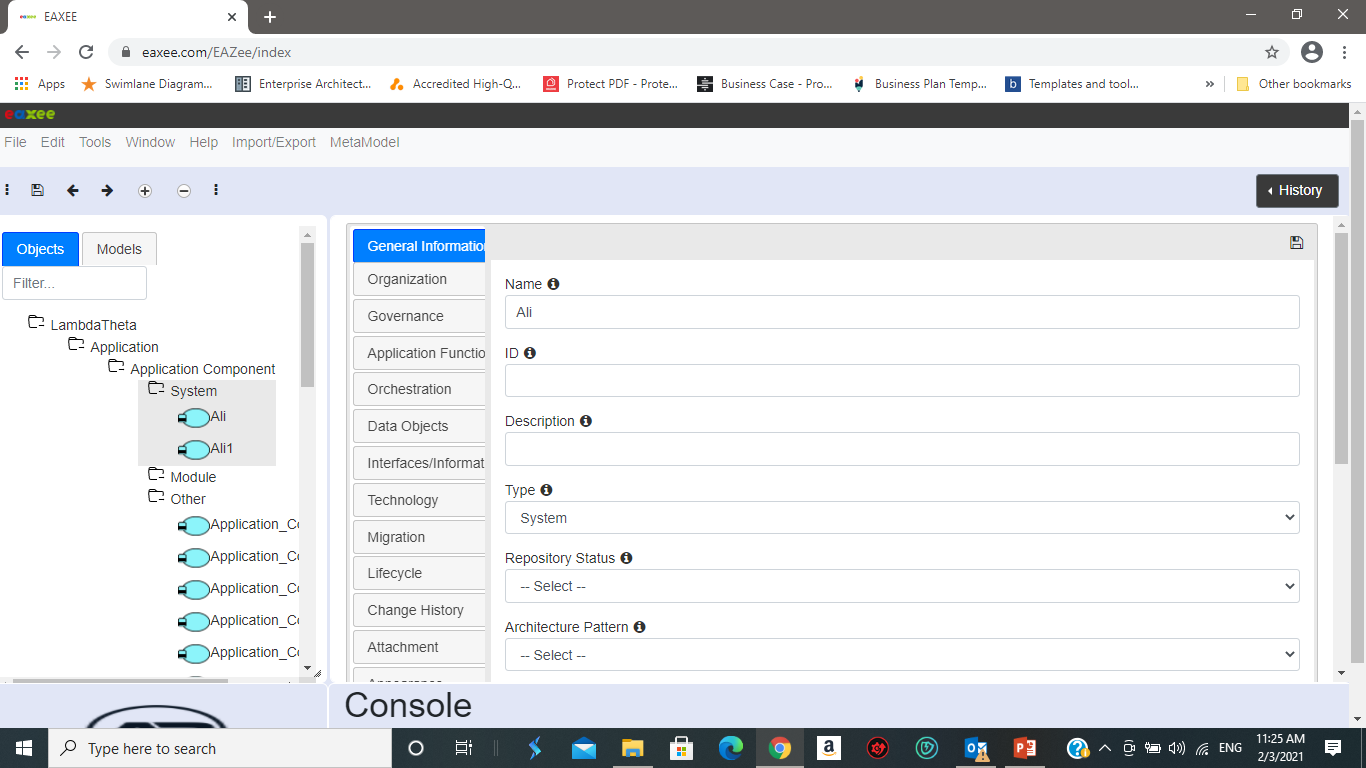 EAXEE
eaxee.com/EAZee/index
Apps
Swimlane Diagram...
Enterprise Architect...
Accredited High-Q...
Protect PDF - Prote...
Business Case - Pro...
Business Plan Temp...
b
Templates and tool...
»
Other bookmarks
eaxee
File
Edit
Tools
Window
Help
Import/Export
MetaModel
History
Objects
Models
Filter...
LambdaTheta
Application
Application Component
System
Ali
Ali1
Module
Other
Application_Co
Application_Co
Application_Co
Application_Co
Application_Co
General Information
Organization
Governance
Application Functio
Orchestration
Data Objects
Interfaces/Informat
Technology
Migration
Lifecycle
Change History
Attachment
Appearance
Name
Ali
ID
Description
Type
System
Repository Status
-- Select --
Architecture Pattern
-- Select --
Console
Type here to search
ENG
11:25 AM
2/3/2021